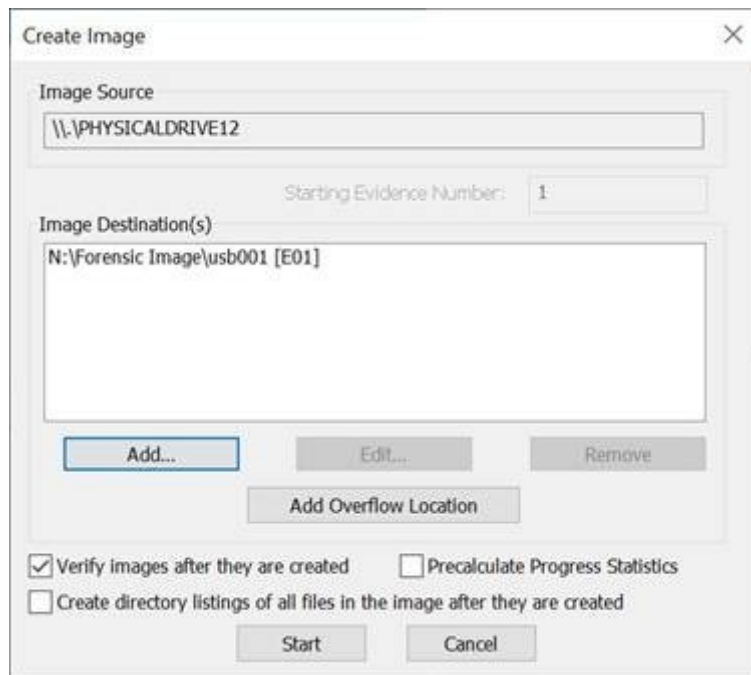 Create Image
Image Source
\\.\PHYSICALDRIVE12
Starting Evidence Number: 1
Image Destination(s)
N:\Forensic Image\usb001 [E01]
Add... Edit... Remove
Add Overflow Location
Verify images after they are created Precalculate Progress Statistics
Create directory listings of all files in the image after they are created
Start Cancel